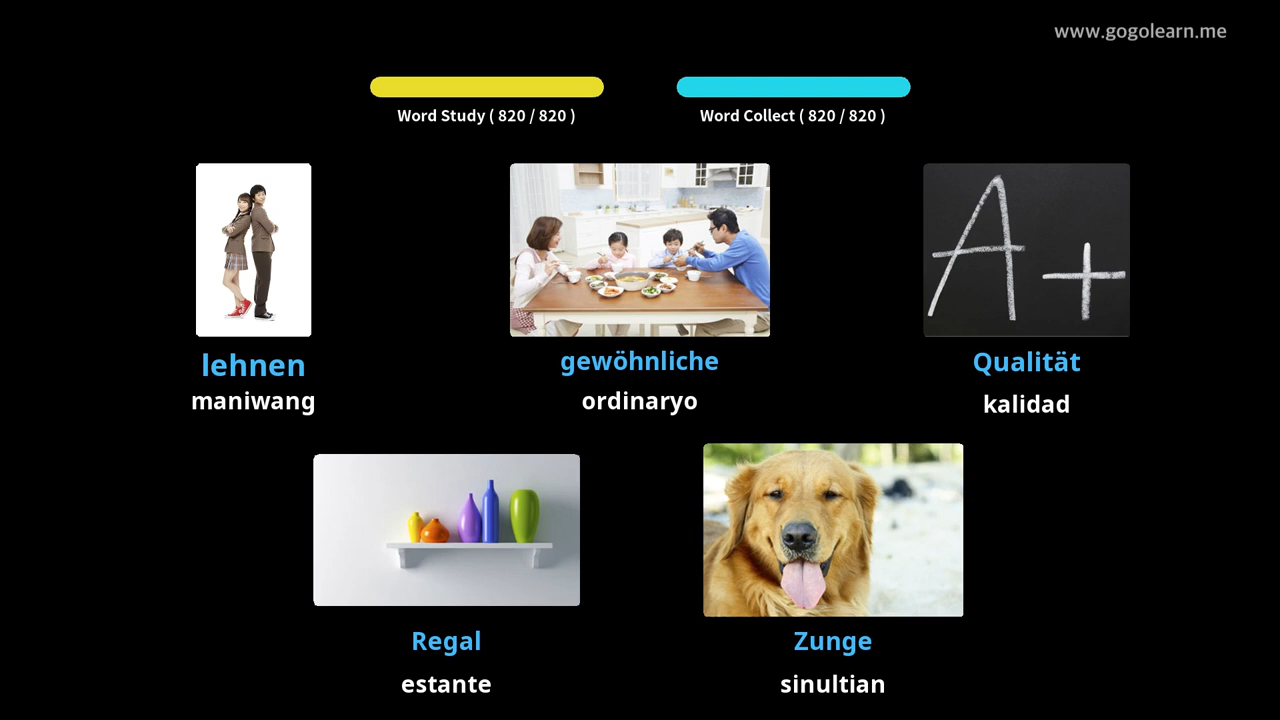 www.gogolearn.me
Word Study ( 820 / 820 )
Word Collect ( 820 / 820 )
A+
lehnen
maniwang
gewöhnliche
ordinaryo
Qualität
kalidad
Regal
estante
Zunge
sinultian